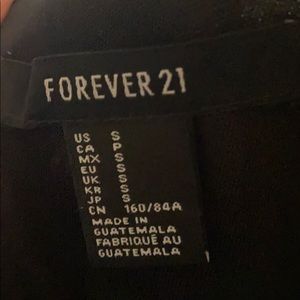 FOREVER 21
US S
CA P
MX S
EU S
UK S
KR S
JP S
CN 160/84A
MADE IN
GUATEMALA
FABRIQUÉ AU
GUATEMALA